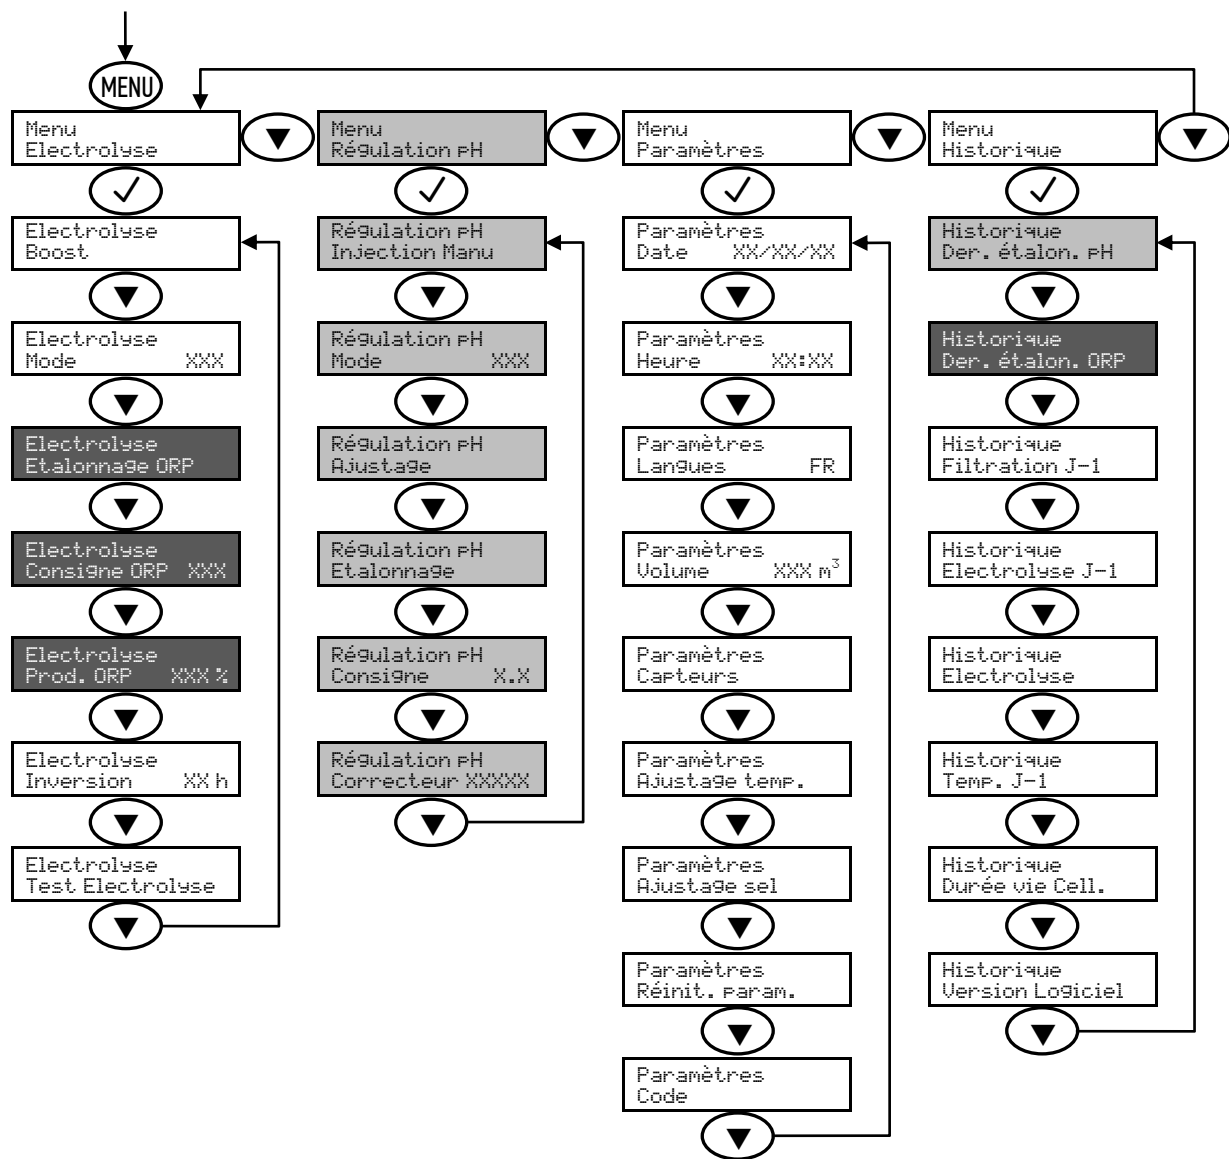 MENU
Menu
Electrolyse
Electrolyse
Boost
Electrolyse
Mode XXX
Electrolyse
Etalonnage ORP
Electrolyse
Consigne ORP XXX
Electrolyse
Prod. ORP XXX %
Electrolyse
Inversion XX h
Electrolyse
Test Electrolyse
Menu
Régulation pH
Régulation pH
Injection Manu
Régulation pH
Mode XXX
Régulation pH
Ajustage
Régulation pH
Etalonnage
Régulation pH
Consigne X.X
Régulation pH
Correcteur XXXXX
Menu
Paramètres
Paramètres
Date XX/XX/XX
Paramètres
Heure XX:XX
Paramètres
Langues FR
Paramètres
Volume XXX m³
Paramètres
Capteurs
Paramètres
Ajustage temp.
Paramètres
Ajustage sel
Paramètres
Réinit. param.
Paramètres
Code
Menu
Historique
Historique
Der. étalon. pH
Historique
Der. étalon. ORP
Historique
Filtration J-1
Historique
Electrolyse J-1
Historique
Electrolyse
Historique
Temp. J-1
Historique
Durée vie Cell.
Historique
Version Logiciel